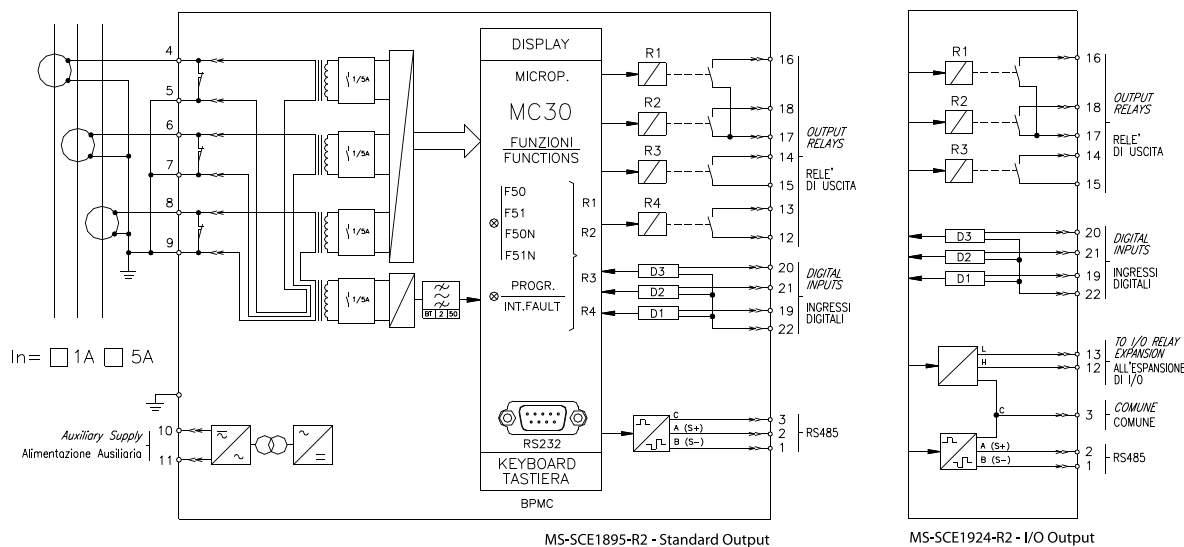 4
5
6
7
8
9
1/5A
1/5A
1/5A
1/5A
BT 2 50
In= 1A 5A
Auxiliary Supply
Alimentazione Ausiliaria
10
11
DISPLAY
MICROP.
MC30
FUNZIONI
FUNCTIONS
F50
F51
F50N
F51N
PROGR.
INT.FAULT
R1
R2
R3
R4
RS232
KEYBOARD
TASTIERA
BPMC
R1
R2
R3
R4
16
18
17
14
15
13
12
OUTPUT
RELAYS
RELE'
DI USCITA
D3
D2
D1
20
21
19
22
DIGITAL
INPUTS
INGRESSI
DIGITALI
C
A (S+)
B (S-)
3
2
1
RS485
MS-SCE1895-R2 - Standard Output
R1
R2
R3
16
18
17
14
15
OUTPUT
RELAYS
RELE'
DI USCITA
D3
D2
D1
20
21
19
22
DIGITAL
INPUTS
INGRESSI
DIGITALI
L
H
13
12
TO I/O RELAY
EXPANSION
ALL'ESPANSIONE
DI I/O
C
3
COMUNE
COMUNE
A (S+)
B (S-)
2
1
RS485
MS-SCE1924-R2 - I/O Output